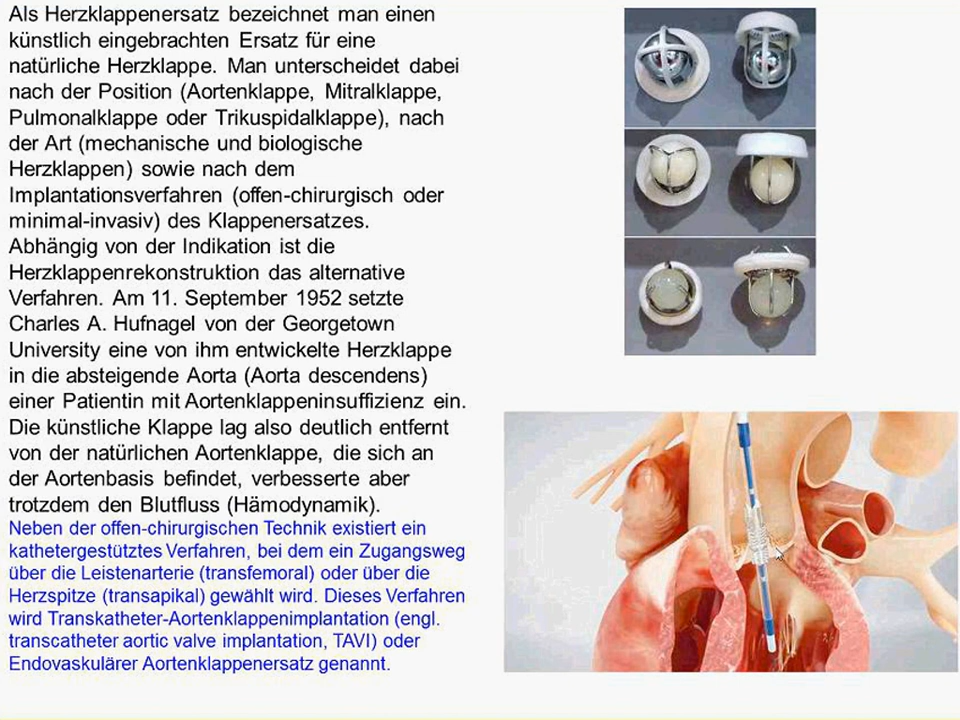 Als Herzklappenersatz bezeichnet man einen
künstlich eingebrachten Ersatz für eine
natürliche Herzklappe. Man unterscheidet dabei
nach der Position (Aortenklappe, Mitralklappe,
Pulmonalklappe oder Trikuspidalklappe), nach
der Art (mechanische und biologische
Herzklappen) sowie nach dem
Implantationsverfahren (offen-chirurgisch oder
minimal-invasiv) des Klappenersatzes.
Abhängig von der Indikation ist die
Herzklappenrekonstruktion das alternative
Verfahren. Am 11. September 1952 setzte
Charles A. Hufnagel von der Georgetown
University eine von ihm entwickelte Herzklappe
in die absteigende Aorta (Aorta descendens)
einer Patientin mit Aortenklappeninsuffizienz ein.
Die künstliche Klappe lag also deutlich entfernt
von der natürlichen Aortenklappe, die sich an
der Aortenbasis befindet, verbesserte aber
trotzdem den Blutfluss (Hämodynamik).
Neben der offen-chirurgischen Technik existiert ein
kathetergestütztes Verfahren, bei dem ein Zugangsweg
über die Leistenarterie (transfemoral) oder über die
Herzspitze (transapikal) gewählt wird. Dieses Verfahren
wird Transkatheter-Aortenklappenimplantation (engl.
transcatheter aortic valve implantation, TAVI) oder
Endovaskulärer Aortenklappenersatz genannt.